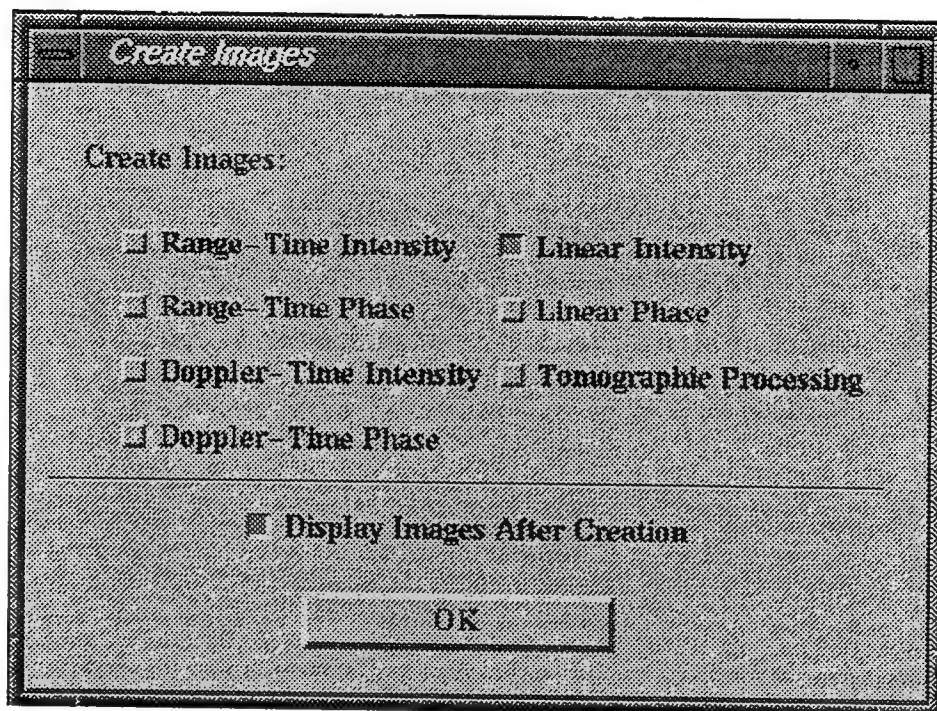 Create Images
Create Images:
Range-Time Intensity
Linear Intensity
Range-Time Phase
Linear Phase
Doppler-Time Intensity
Tomographic Processing
Doppler-Time Phase
Display Images After Creation
OK